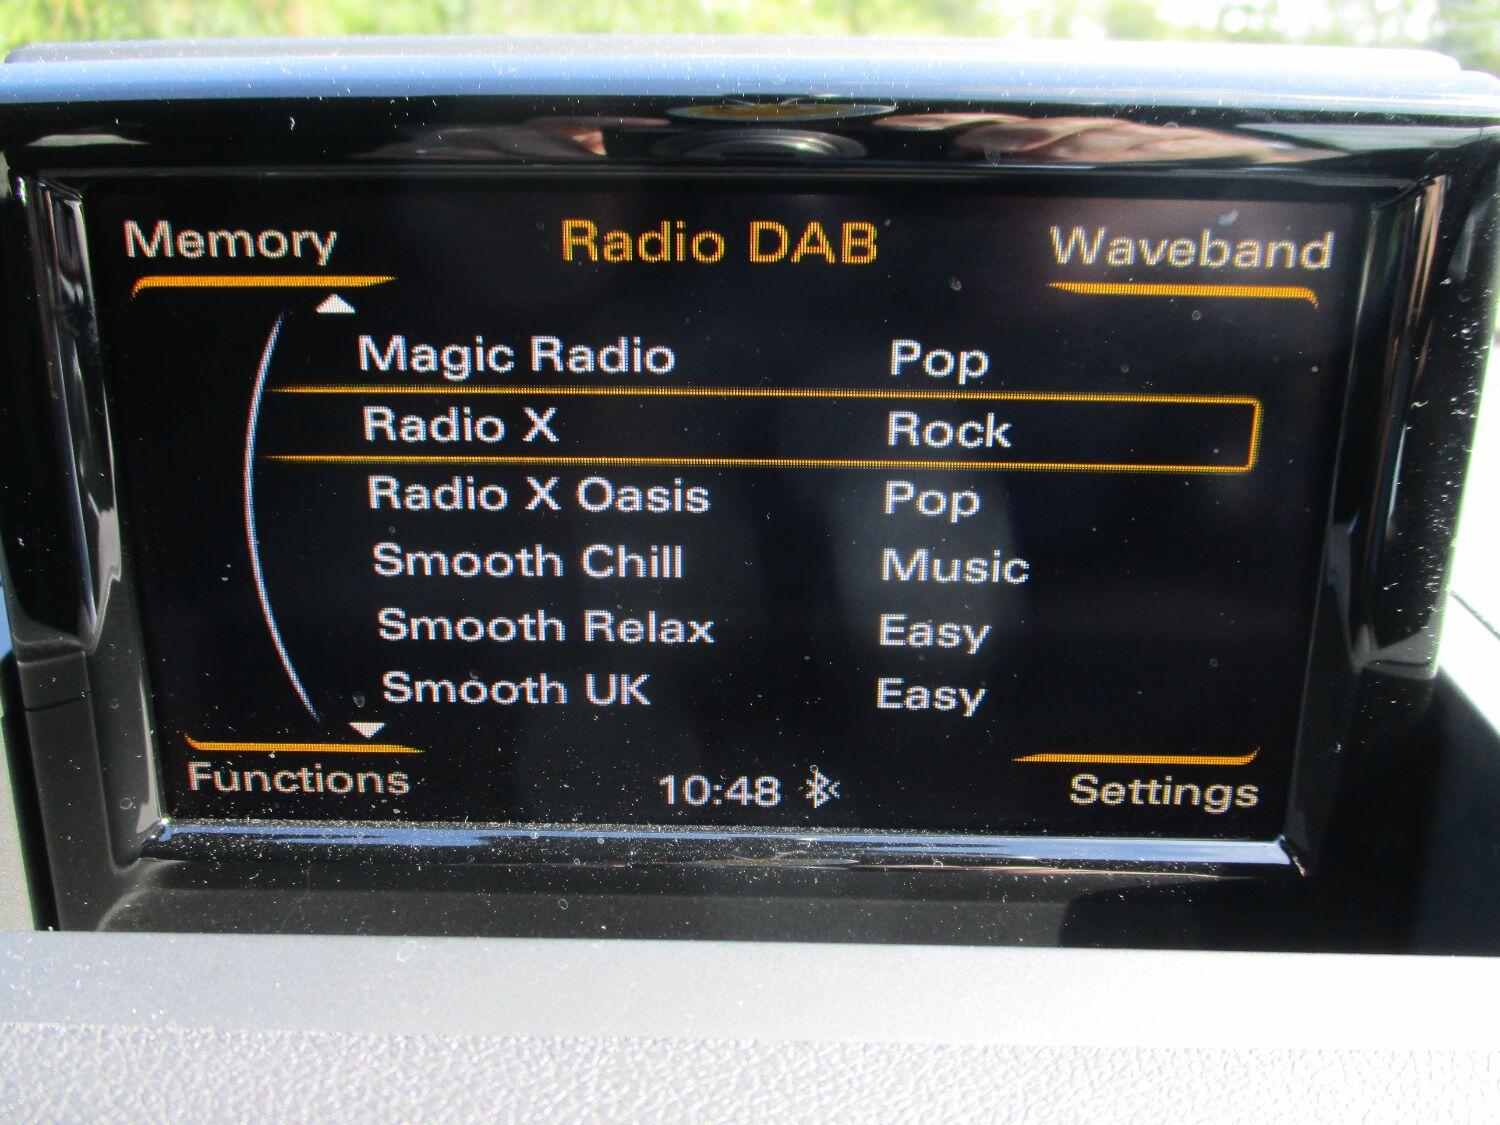 Memory Radio DAB Waveband
Magic Radio Pop
Radio X Rock
Radio X Oasis Pop
Smooth Chill Music
Smooth Relax Easy
Smooth UK Easy
Functions 10:48 Settings